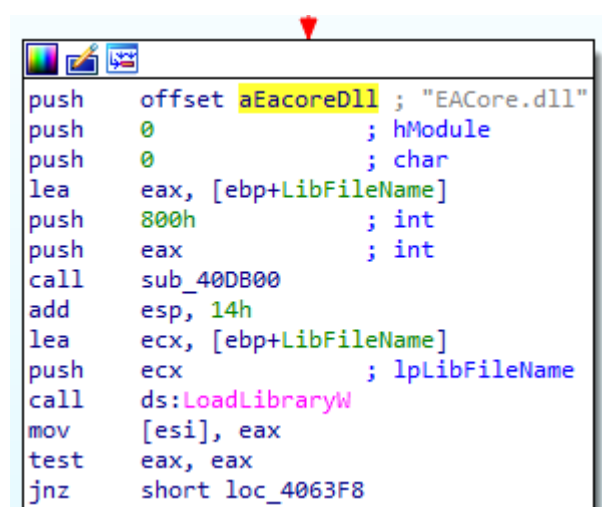 push offset aEacoreDll ; "EACore.dll"
push 0 ; hModule
push 0 ; char
lea eax, [ebp+LibFileName]
push 800h ; int
push eax ; int
call sub_40DB00
add esp, 14h
lea ecx, [ebp+LibFileName]
push ecx ; lpLibFileName
call ds:LoadLibraryW
mov [esi], eax
test eax, eax
jnz short loc_4063F8